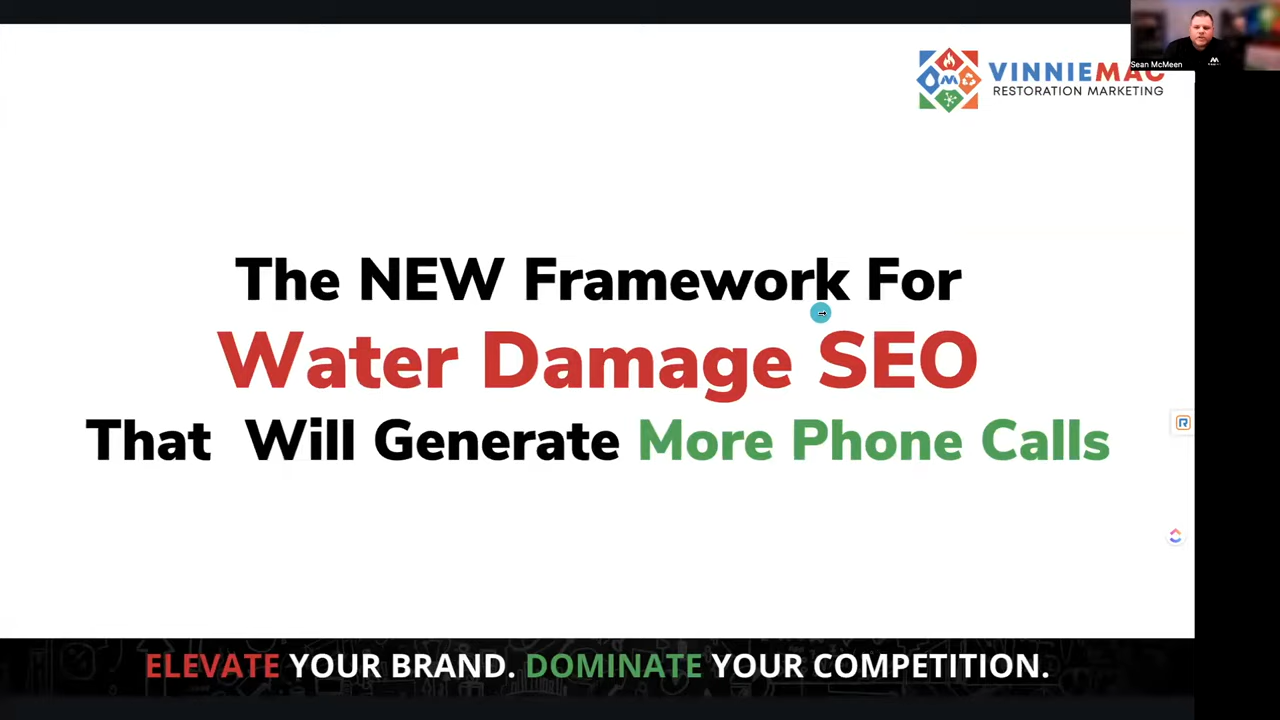 VINNIEMAC
RESTORATION MARKETING
Sean McMeen
The NEW Framework For
Water Damage SEO
That Will Generate More Phone Calls
ELEVATE YOUR BRAND. DOMINATE YOUR COMPETITION.